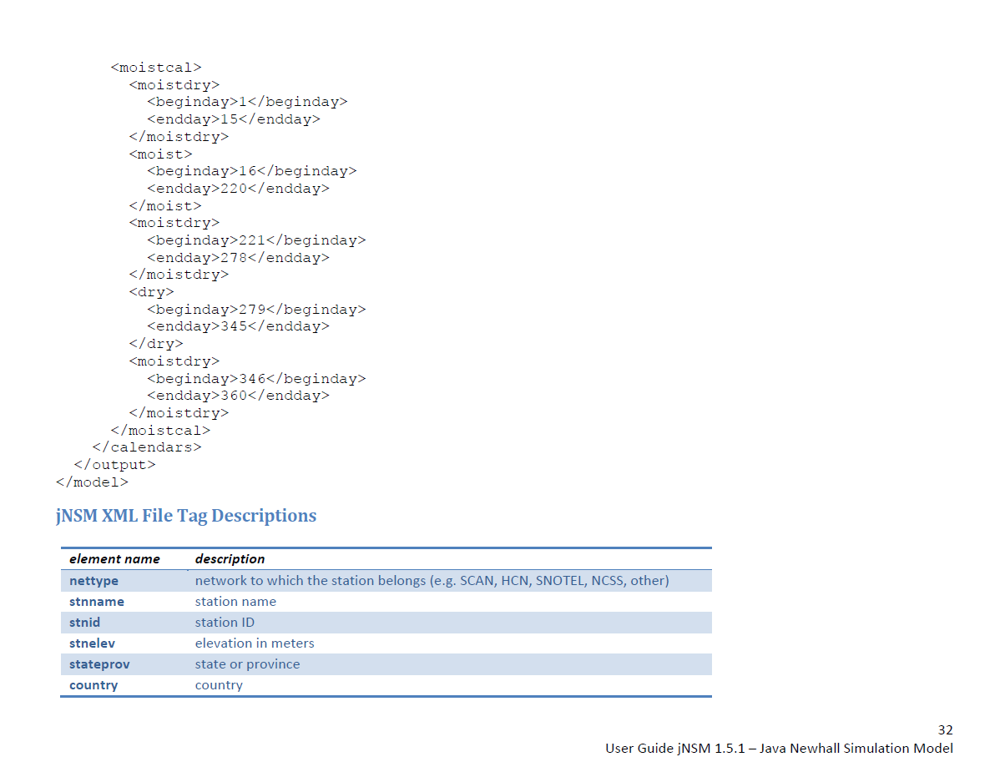 <moistcal>
<moistdry>
<beginday>1</beginday>
<endday>15</endday>
</moistdry>
<moist>
<beginday>16</beginday>
<endday>220</endday>
</moist>
<moistdry>
<beginday>221</beginday>
<endday>278</endday>
</moistdry>
<dry>
<beginday>279</beginday>
<endday>345</endday>
</dry>
<moistdry>
<beginday>346</beginday>
<endday>360</endday>
</moistdry>
</moistcal>
</calendars>
</output>
</model>
jNSM XML File Tag Descriptions
element name description
nettype network to which the station belongs (e.g. SCAN, HCN, SNOTEL, NCSS, other)
stnname station name
stnid station ID
stnelev elevation in meters
stateprov state or province
country country
32
User Guide jNSM 1.5.1 – Java Newhall Simulation Model